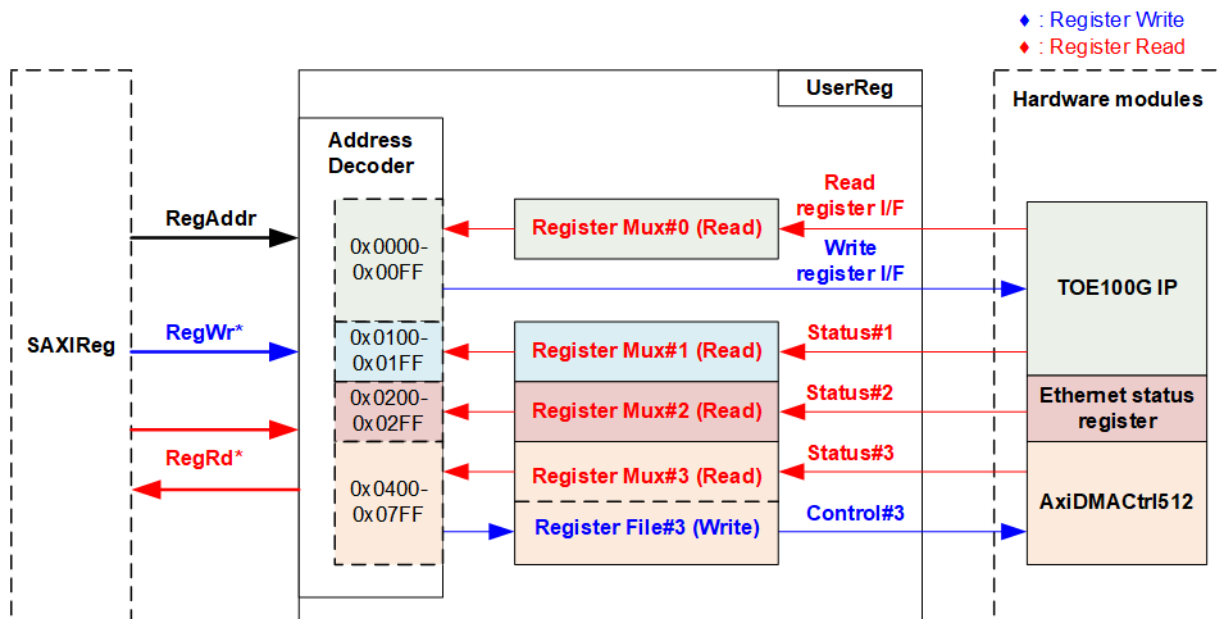 ♦ : Register Write
♦ : Register Read
UserReg
Hardware modules
Address
Decoder
Read
register I/F
RegAddr
Register Mux#0 (Read)
0x0000-
0x00FF
Write
register I/F
TOE100G IP
SAXIReg
RegWr*
0x0100-
0x01FF
Register Mux#1 (Read)
Status#1
0x0200-
0x02FF
Register Mux#2 (Read)
Status#2
Ethernet status
register
RegRd*
0x0400-
0x07FF
Register Mux#3 (Read)
Status#3
AxiDMACtrl512
Register File#3 (Write)
Control#3